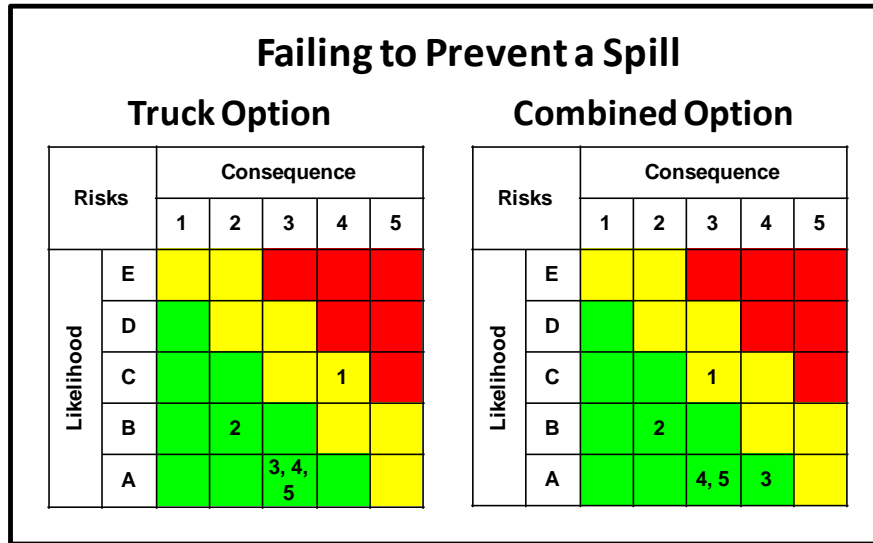 Failing to Prevent a Spill
Truck Option
Risks
Consequence
1 2 3 4 5
Likelihood
E
D
C 1
B 2
A 3, 4,
5
Combined Option
Risks
Consequence
1 2 3 4 5
Likelihood
E
D
C 1
B 2
A 4, 5 3